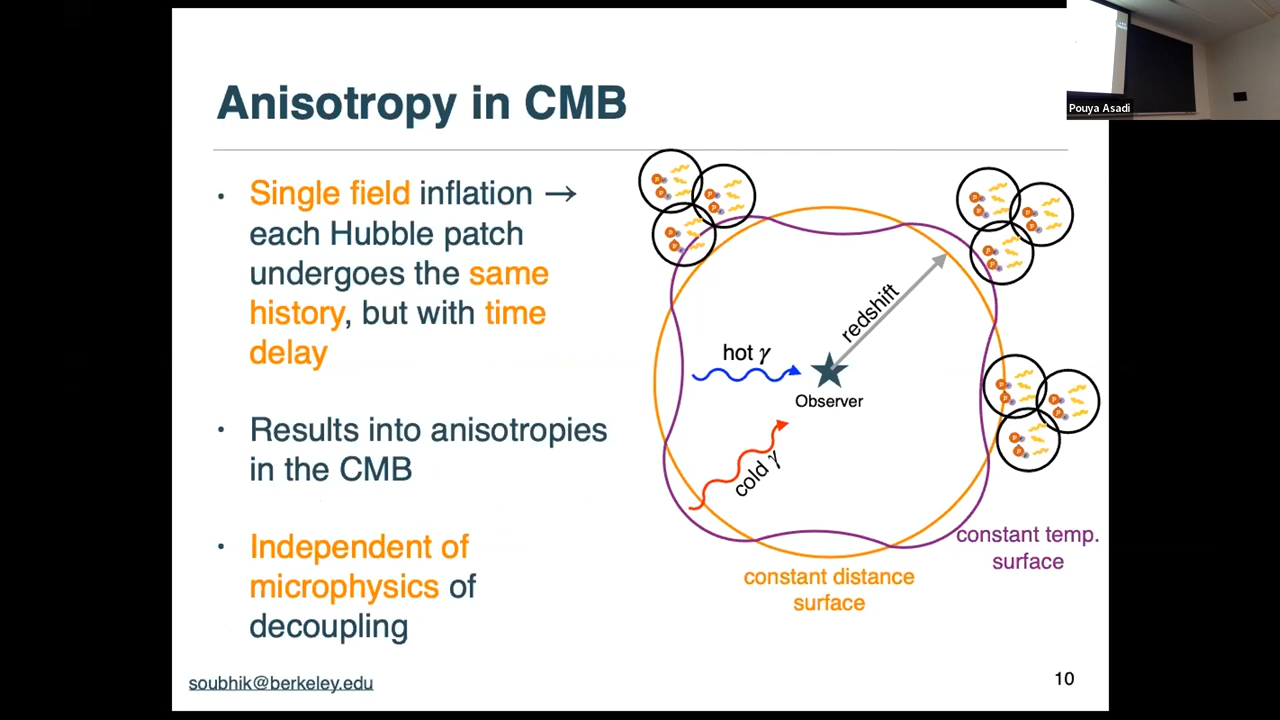 Anisotropy in CMB
Pouya Asadi
• Single field inflation →
each Hubble patch
undergoes the same
history, but with time
delay
• Results into anisotropies
in the CMB
• Independent of
microphysics of
decoupling
redshift
hot γ
Observer
cold γ
constant temp.
surface
constant distance
surface
soubhik@berkeley.edu
10